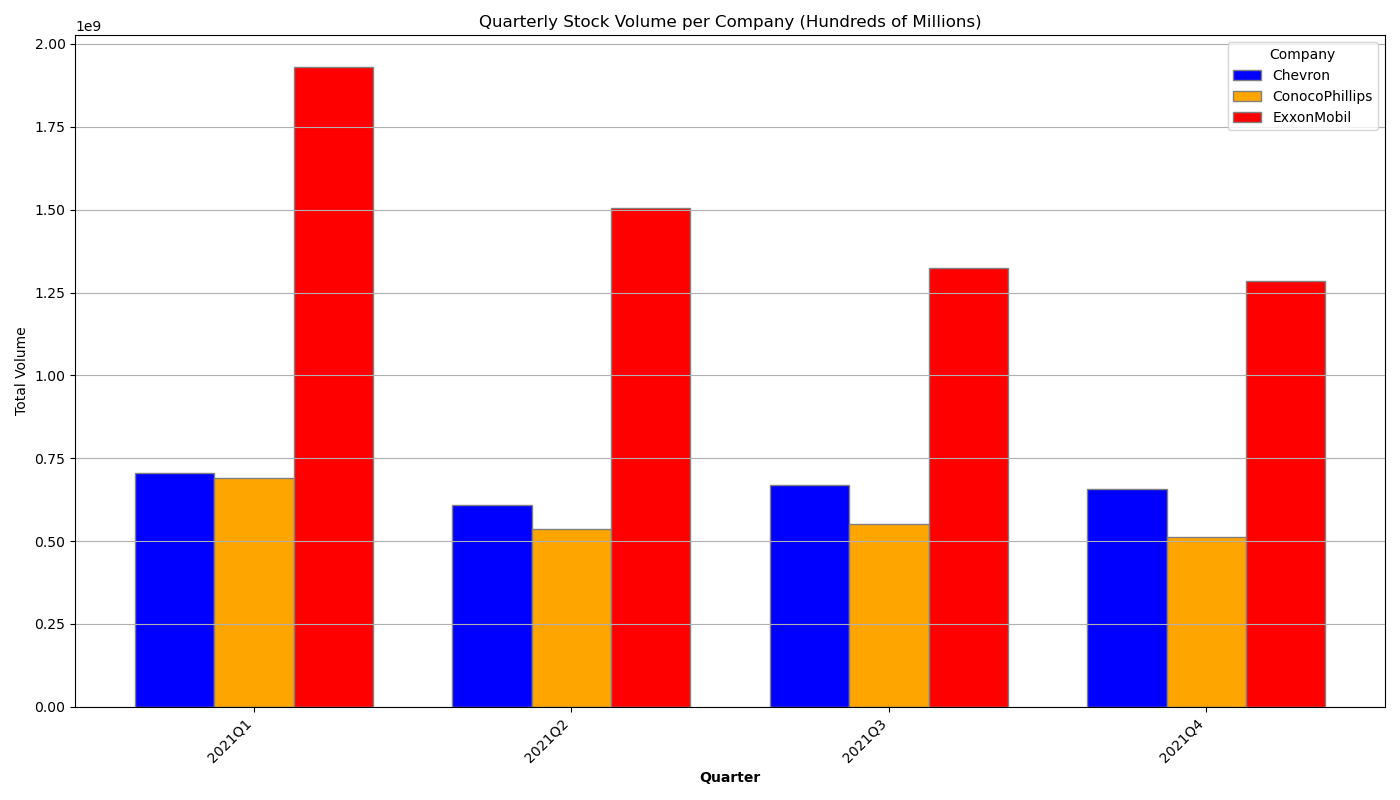 Quarterly Stock Volume per Company (Hundreds of Millions)
1e9
2.00
1.75
1.50
1.25
1.00
0.75
0.50
0.25
0.00
Total Volume
Company
Chevron
ConocoPhillips
ExxonMobil
2021Q1
2021Q2
2021Q3
2021Q4
Quarter